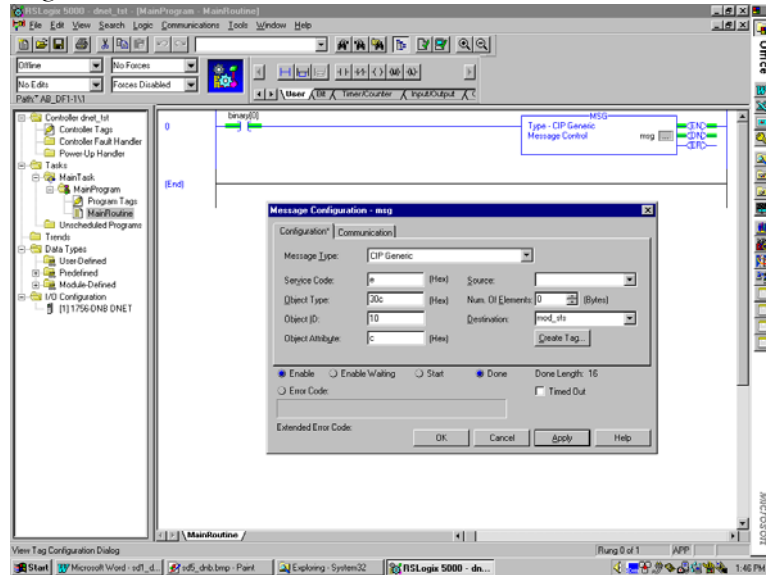 RSLogix 5000 - dnet_tst - [MainProgram - MainRoutine]
File Edit View Search Logic Communications Tools Window Help
Offline
No Forces
No Edits
Forces Disabled
Path: AB_DF1-1\1
User
Bit
Timer/Counter
Input/Output
Controller dnet_tst
Controller Tags
Controller Fault Handler
Power-Up Handler
Tasks
MainTask
MainProgram
Program Tags
MainRoutine
Unscheduled Programs
Trends
Data Types
User-Defined
Predefined
Module-Defined
I/O Configuration
[1] 1756-DNB DNET
0
binary[0]
MSG
Type - CIP Generic
Message Control
msg
EN
DN
ER
(End)
Message Configuration - msg
Configuration* Communication
Message Type: CIP Generic
Service Code: e (Hex) Source:
Object Type: 30c (Hex) Num. Of Elements: 0 (Bytes)
Object ID: 10 Destination: mod_sts
Object Attribute: c (Hex) Create Tag...
Enable Enable Waiting Start Done Done Length: 16
Error Code: Timed Out
Extended Error Code:
OK Cancel Apply Help
MainRoutine
View Tag Configuration Dialog
Rung 0 of 1 APP
Start Microsoft Word - sd1_d... sd5_dnb.bmp - Paint Exploring - System32 RSLogix 5000 - dn... 1:46 PM
Office
Microsoft